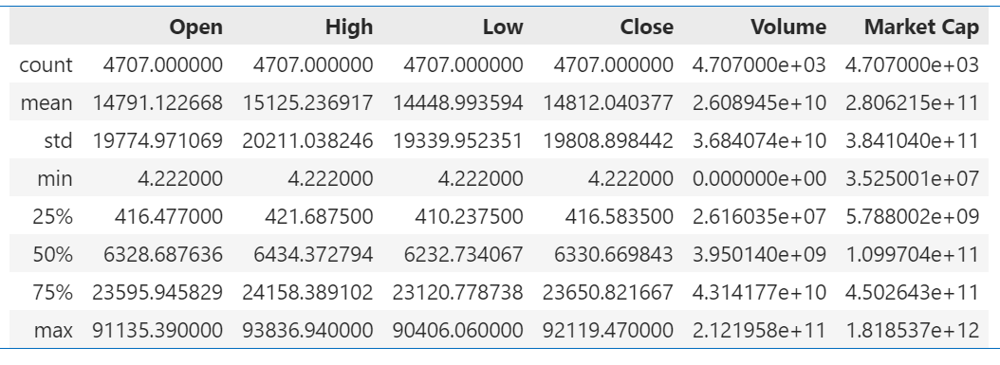 Open High Low Close Volume Market Cap
count 4707.000000 4707.000000 4707.000000 4707.000000 4.707000e+03 4.707000e+03
mean 14791.122668 15125.236917 14448.993594 14812.040377 2.608945e+10 2.806215e+11
std 19774.971069 20211.038246 19339.952351 19808.898442 3.684074e+10 3.841040e+11
min 4.222000 4.222000 4.222000 4.222000 0.000000e+00 3.525001e+07
25% 416.477000 421.687500 410.237500 416.583500 2.616035e+07 5.788002e+09
50% 6328.687636 6434.372794 6232.734067 6330.669843 3.950140e+09 1.099704e+11
75% 23595.945829 24158.389102 23120.778738 23650.821667 4.314177e+10 4.502643e+11
max 91135.390000 93836.940000 90406.060000 92119.470000 2.121958e+11 1.818537e+12